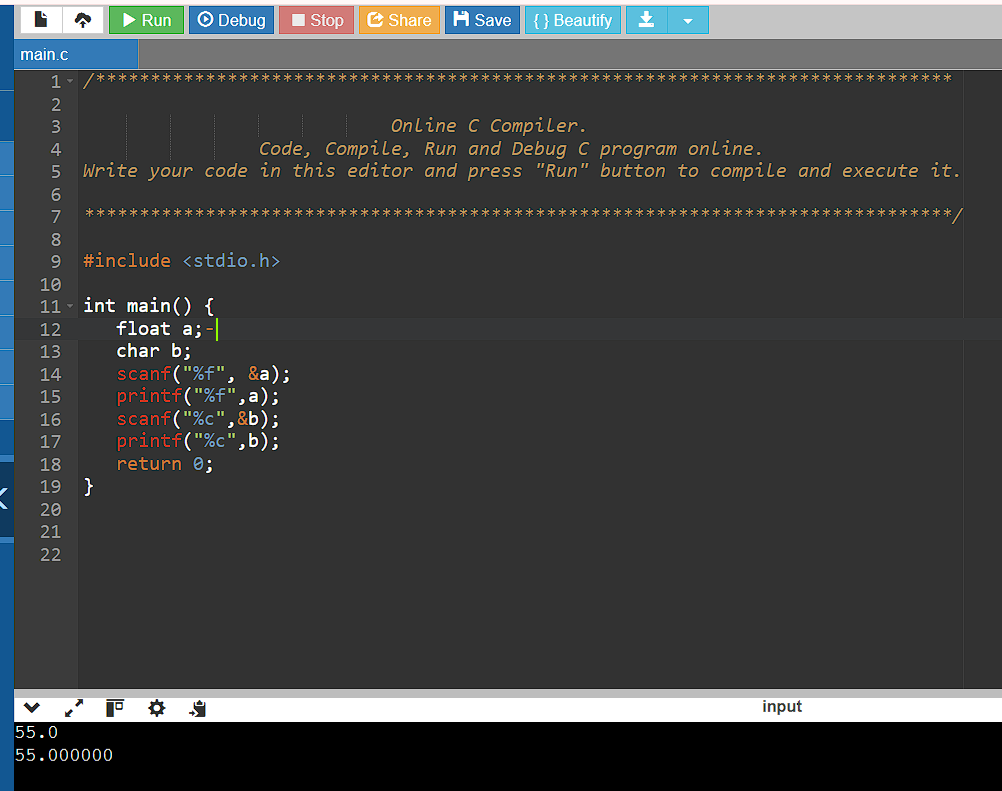 Run Debug Stop Share Save { } Beautify
main.c
1 /******************************************************************************
2
3 Online C Compiler.
4 Code, Compile, Run and Debug C program online.
5 Write your code in this editor and press "Run" button to compile and execute it.
6
7 *******************************************************************************/
8
9 #include <stdio.h>
10
11 int main() {
12 float a;-
13 char b;
14 scanf("%f", &a);
15 printf("%f",a);
16 scanf("%c",&b);
17 printf("%c",b);
18 return 0;
19 }
20
21
22
input
55.0
55.000000